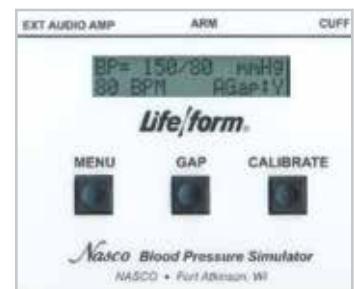 EXT AUDIO AMP ARM CUFF
BP= 150/80 mmHg
80 BPM AGap:Y
Life/form®
MENU GAP CALIBRATE
Nasco Blood Pressure Simulator
NASCO • Fort Atkinson, WI